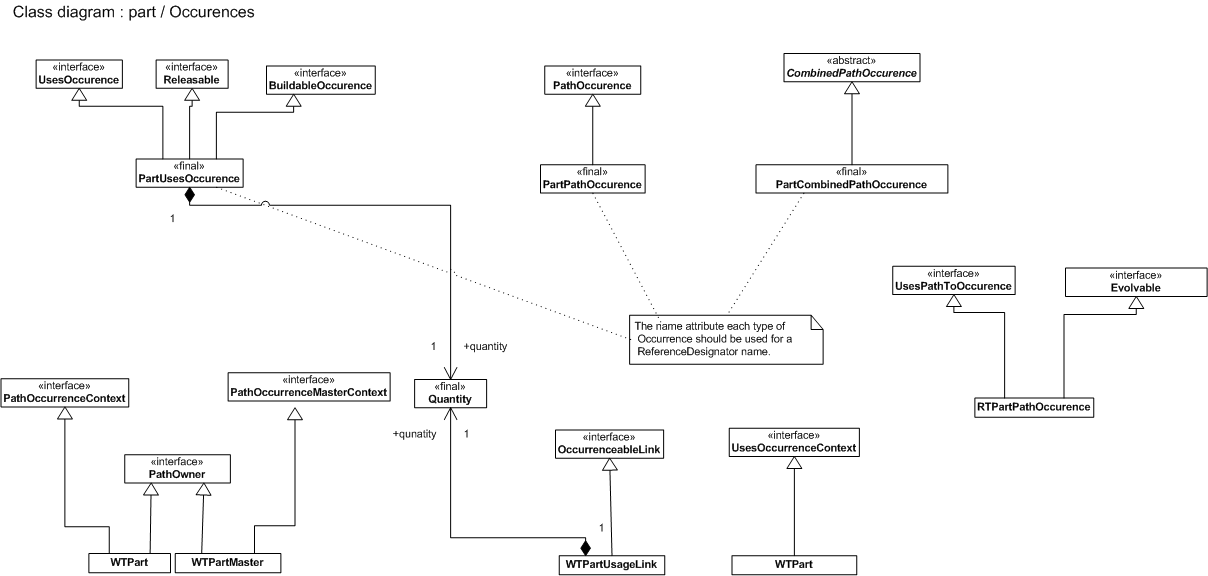 Class diagram : part / Occurences
«interface»
UsesOccurence
«interface»
Releasable
«interface»
BuildableOccurence
«interface»
PathOccurence
«abstract»
CombinedPathOccurence
«final»
PartUsesOccurence
«final»
PartPathOccurence
«final»
PartCombinedPathOccurence
1
«interface»
UsesPathToOccurence
«interface»
Evolvable
The name attribute each type of
Occurrence should be used for a
ReferenceDesignator name.
1
+quantity
«interface»
PathOccurrenceContext
«interface»
PathOccurrenceMasterContext
«final»
Quantity
RTPartPathOccurence
+qunatity
1
«interface»
OccurrenceableLink
«interface»
UsesOccurrenceContext
«interface»
PathOwner
1
WTPart
WTPartMaster
WTPartUsageLink
WTPart